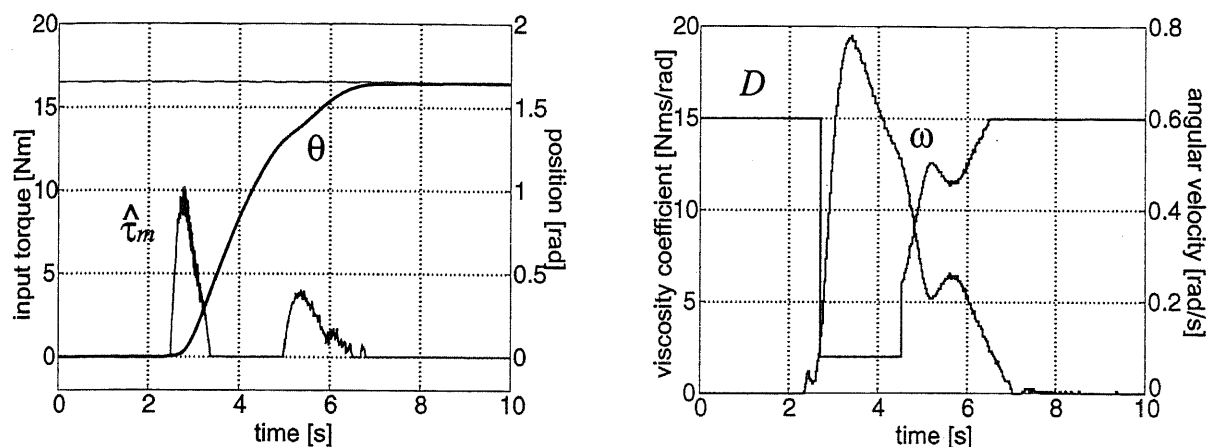 20
15
10
5
0
input torque [Nm]
2
1.5
1
0.5
0
position [rad]
θ
τ̂m
0 2 4 6 8 10
time [s]
20
15
10
5
0
viscosity coefficient [Nms/rad]
0.8
0.6
0.4
0.2
0
angular velocity [rad/s]
D
ω
0 2 4 6 8 10
time [s]